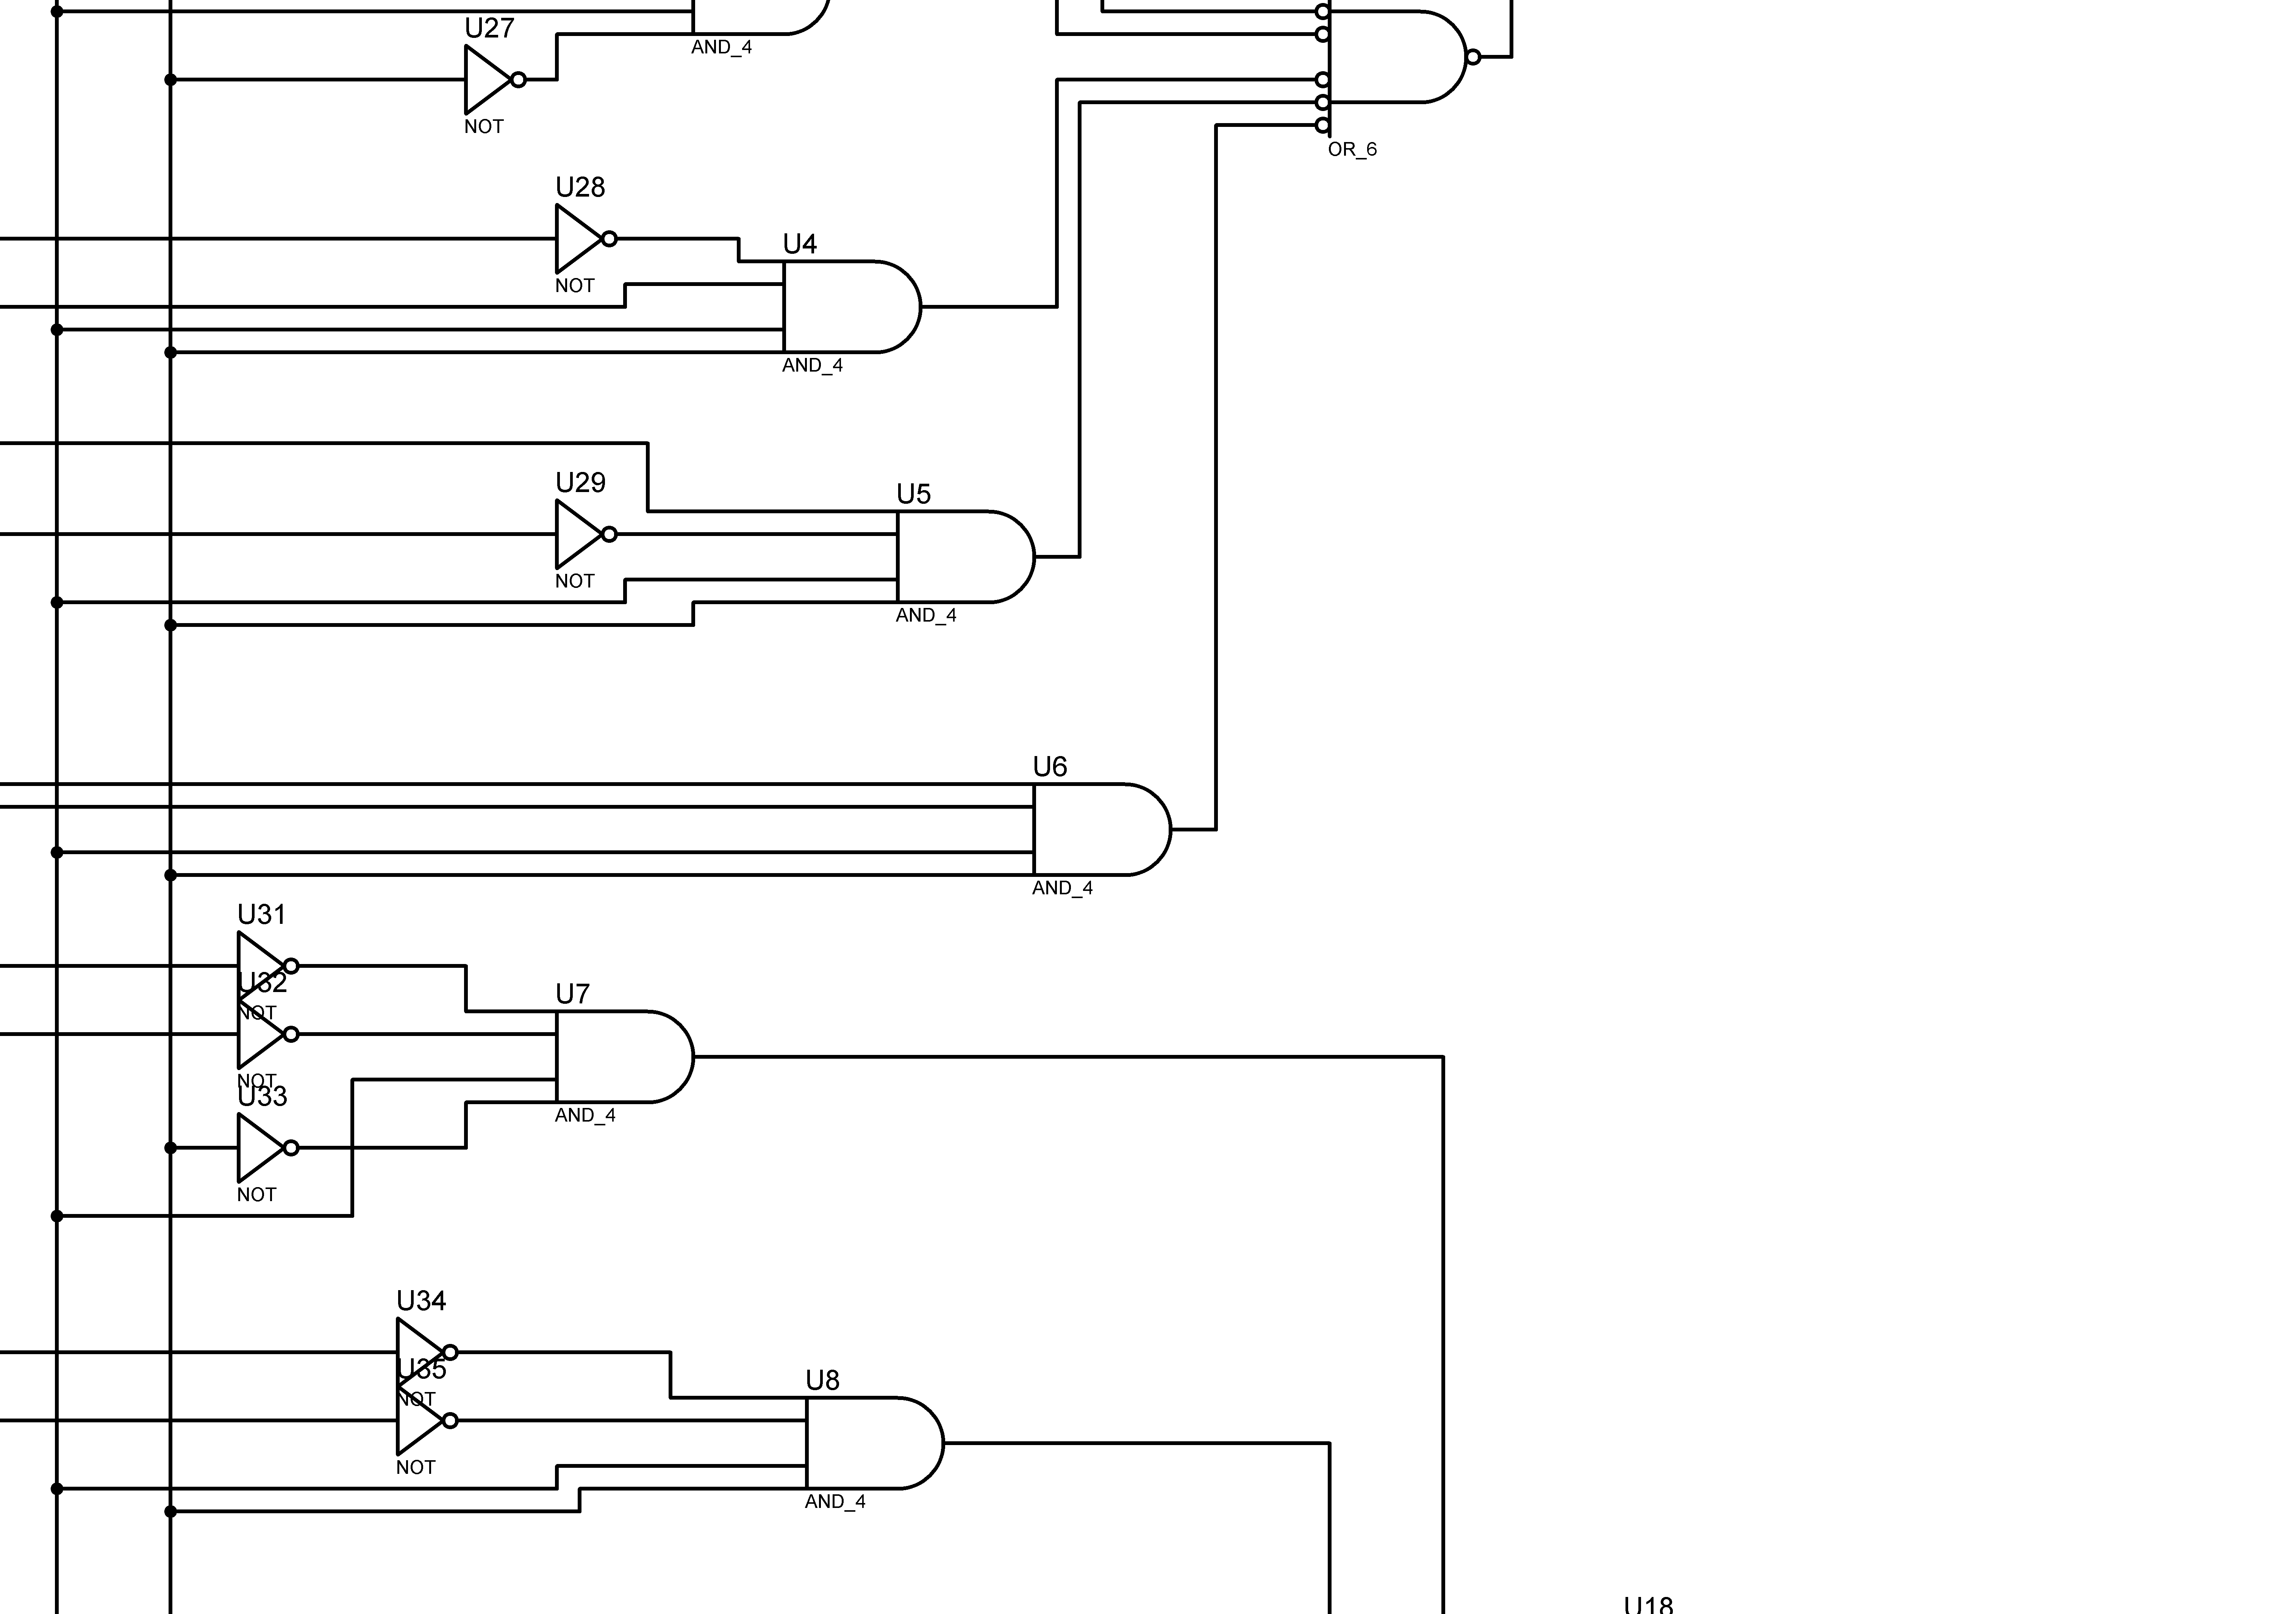 U27
AND_4
NOT
OR_6
U28
U4
NOT
AND_4
U29
U5
NOT
AND_4
U6
AND_4
U31
U32
NOT
U7
NOT
U33
AND_4
NOT
U34
U35
NOT
U8
NOT
AND_4
U18